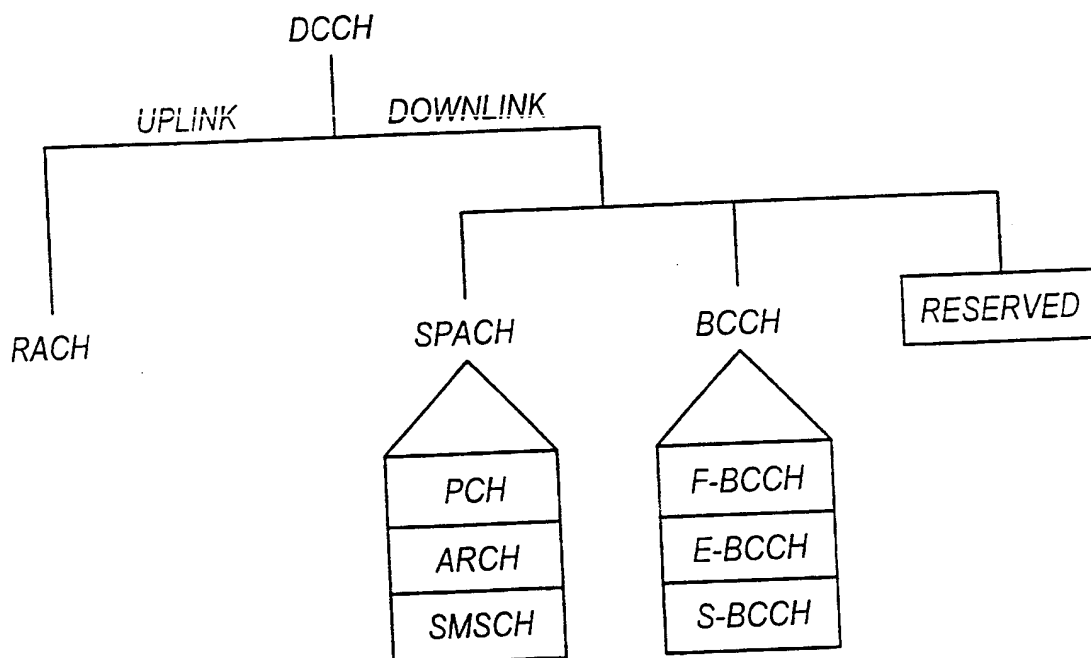 DCCH
UPLINK
DOWNLINK
RACH
SPACH
BCCH
RESERVED
PCH
ARCH
SMSCH
F-BCCH
E-BCCH
S-BCCH